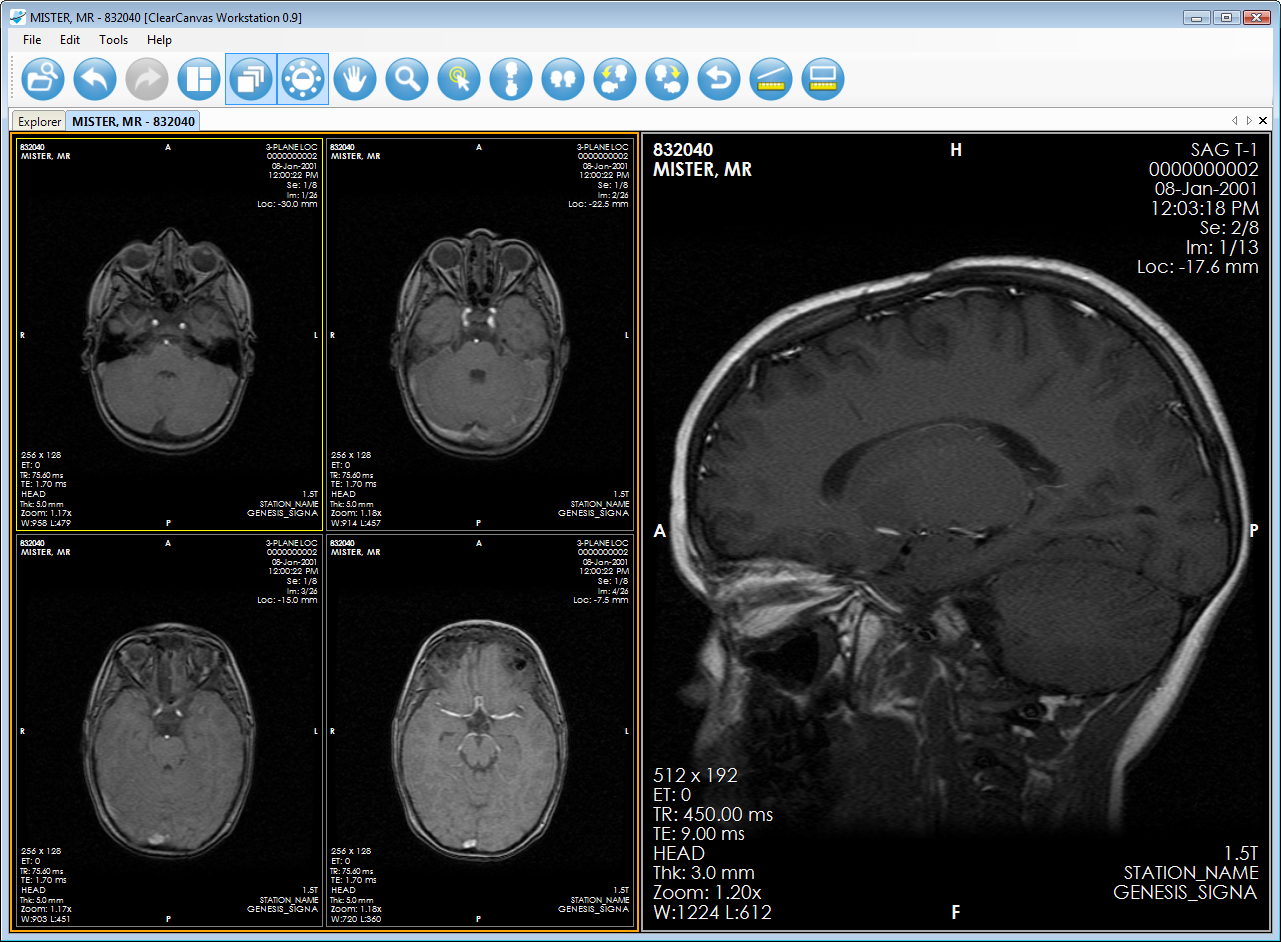 MISTER, MR - 832040 [ClearCanvas Workstation 0.9]
File Edit Tools Help
Explorer MISTER, MR - 832040
832040
MISTER, MR
A
3-PLANE LOC
0000000002
08-Jan-2001
12:00:22 PM
Se: 1/8
Im: 1/26
Loc: -30.0 mm
R
L
256 x 128
ET: 0
TR: 75.60 ms
TE: 1.70 ms
HEAD
Thk: 5.0 mm
Zoom: 1.17x
W:958 L:479
P
1.5T
STATION_NAME
GENESIS_SIGNA
832040
MISTER, MR
A
3-PLANE LOC
0000000002
08-Jan-2001
12:00:22 PM
Se: 1/8
Im: 2/26
Loc: -22.5 mm
R
L
256 x 128
ET: 0
TR: 75.60 ms
TE: 1.70 ms
HEAD
Thk: 5.0 mm
Zoom: 1.18x
W:914 L:457
P
1.5T
STATION_NAME
GENESIS_SIGNA
832040
MISTER, MR
A
3-PLANE LOC
0000000002
08-Jan-2001
12:00:22 PM
Se: 1/8
Im: 3/26
Loc: -15.0 mm
R
L
256 x 128
ET: 0
TR: 75.60 ms
TE: 1.70 ms
HEAD
Thk: 5.0 mm
Zoom: 1.17x
W:903 L:451
P
1.5T
STATION_NAME
GENESIS_SIGNA
832040
MISTER, MR
A
3-PLANE LOC
0000000002
08-Jan-2001
12:00:22 PM
Se: 1/8
Im: 4/26
Loc: -7.5 mm
R
L
256 x 128
ET: 0
TR: 75.60 ms
TE: 1.70 ms
HEAD
Thk: 5.0 mm
Zoom: 1.18x
W:720 L:360
P
1.5T
STATION_NAME
GENESIS_SIGNA
832040
MISTER, MR
H
SAG T-1
0000000002
08-Jan-2001
12:03:18 PM
Se: 2/8
Im: 1/13
Loc: -17.6 mm
A
P
512 x 192
ET: 0
TR: 450.00 ms
TE: 9.00 ms
HEAD
Thk: 3.0 mm
Zoom: 1.20x
W:1224 L:612
F
1.5T
STATION_NAME
GENESIS_SIGNA